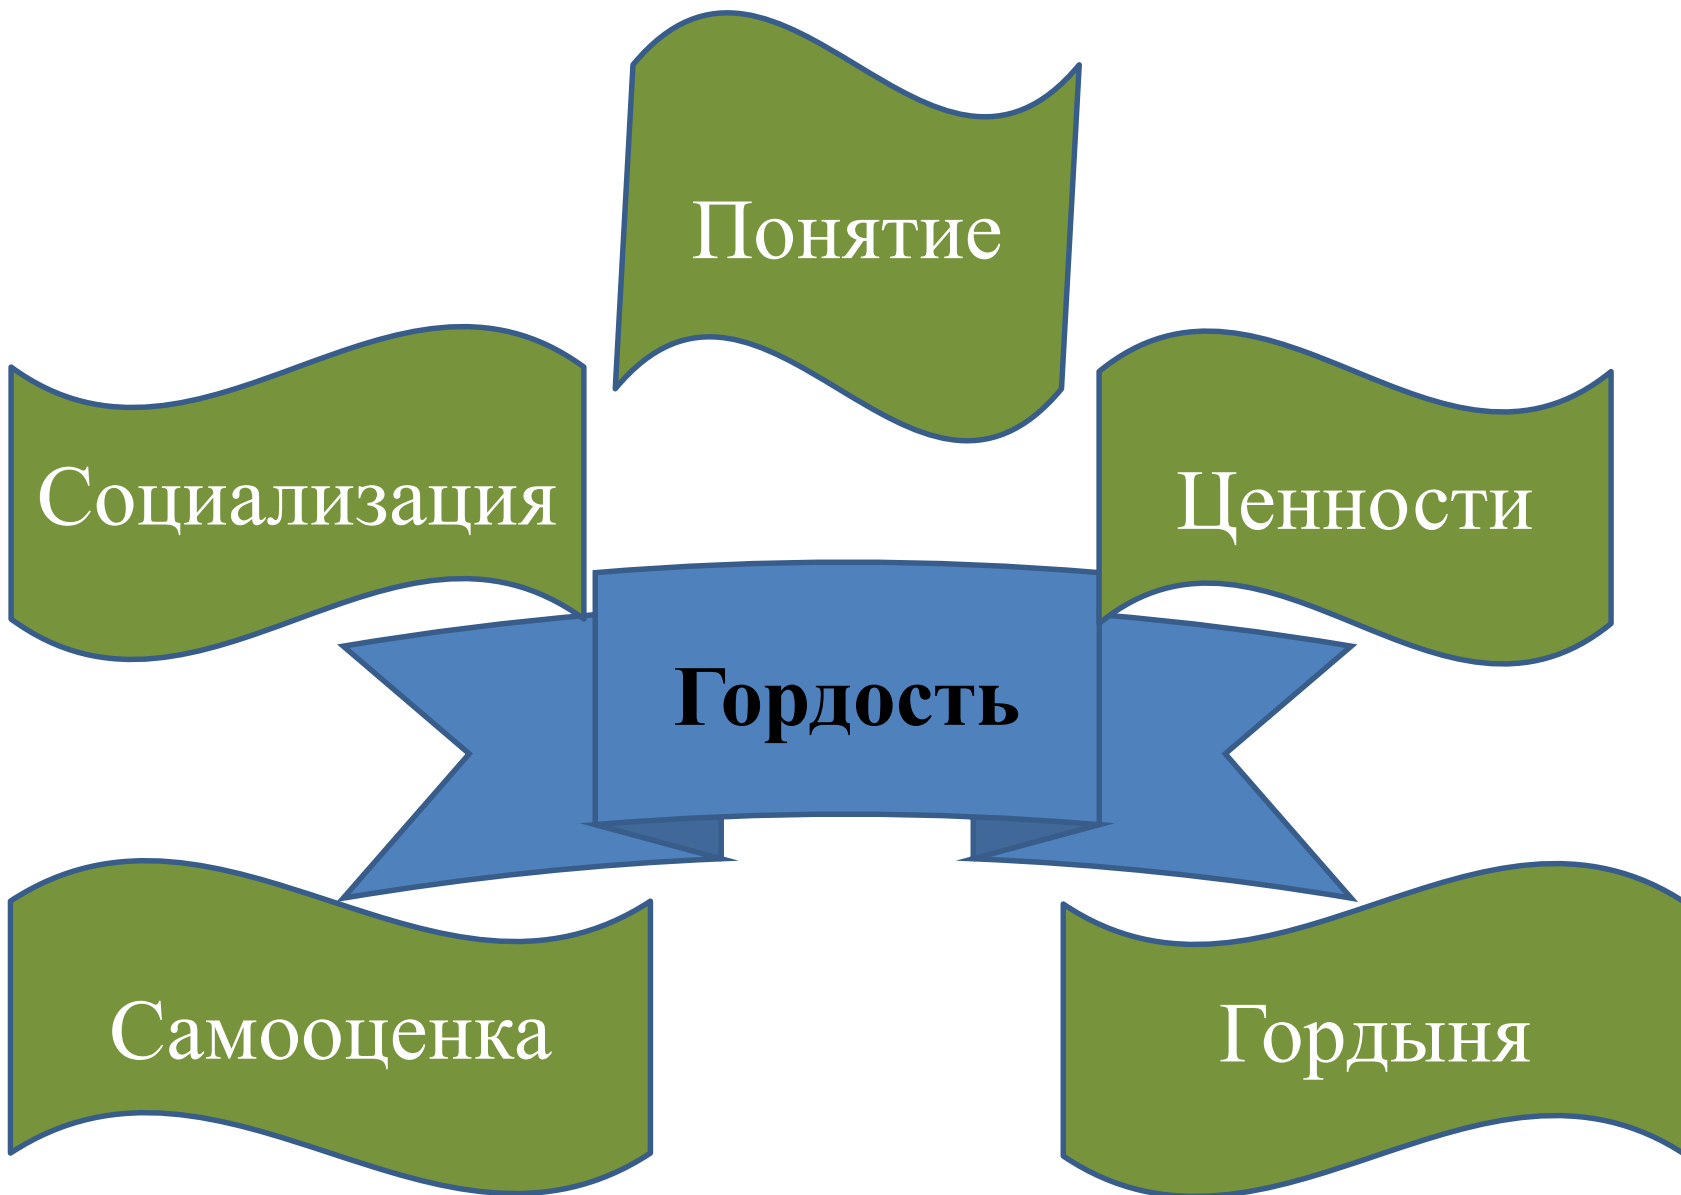 Понятие
Социализация
Ценности
Гордость
Самооценка
Гордыня